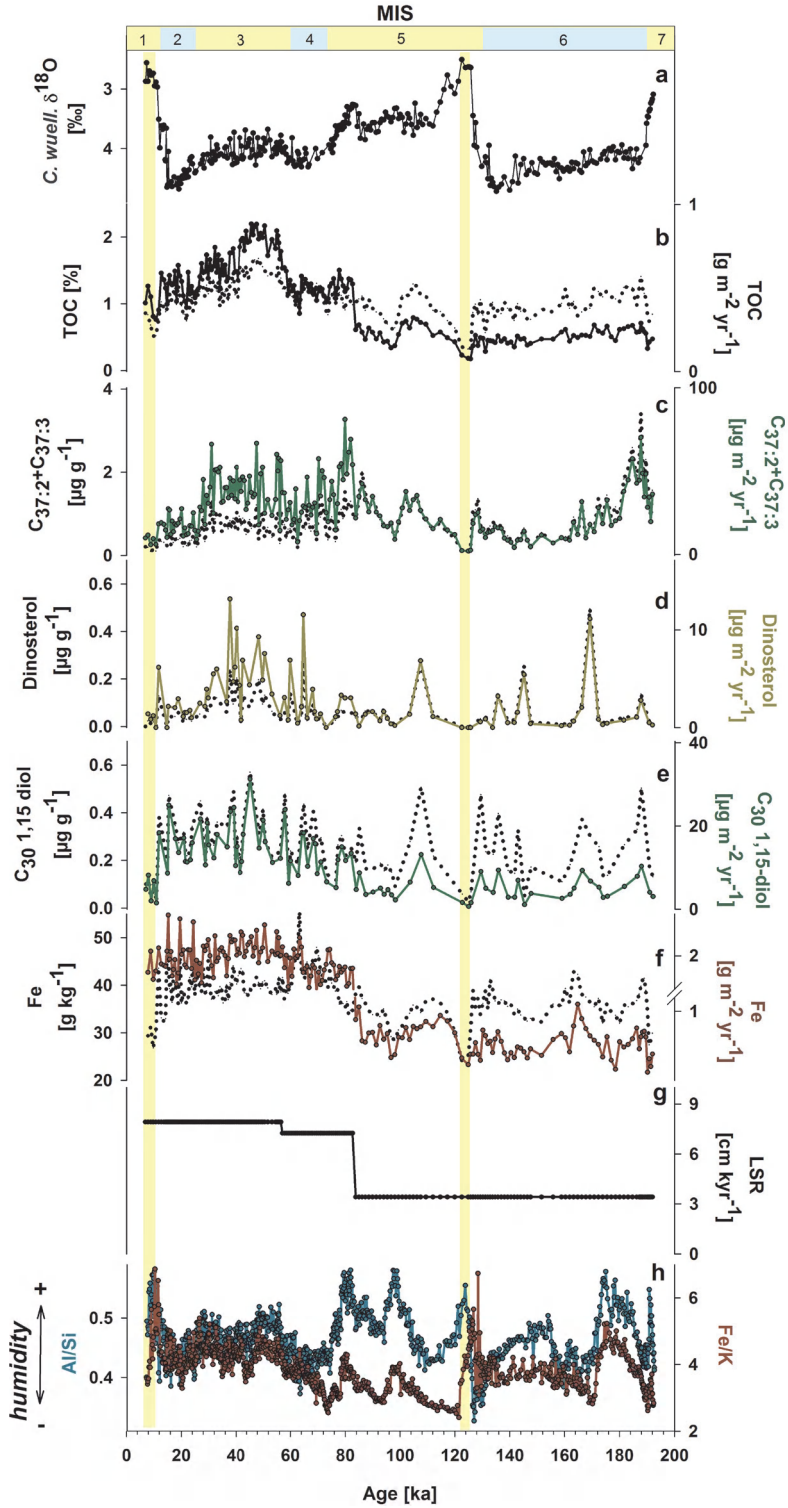 MIS
1 2 3 4 5 6 7
a
C. wuell. δ18O
[‰]
3
4
b
TOC [%]
2
1
0
1
0
TOC
[g m-2 yr-1]
c
C37:2+C37:3
[µg g-1]
4
2
0
100
0
C37:2+C37:3
[µg m-2 yr-1]
d
Dinosterol
[µg g-1]
0.6
0.4
0.2
0.0
10
0
Dinosterol
[µg m-2 yr-1]
e
C30 1,15 diol
[µg g-1]
0.6
0.4
0.2
0.0
40
20
0
C30 1,15-diol
[µg m-2 yr-1]
f
Fe
[g kg-1]
50
40
30
20
2
1
Fe
[g m-2 yr-1]
g
9
6
3
0
LSR
[cm kyr-1]
h
- humidity +
Al/Si
0.5
0.4
6
4
2
Fe/K
0 20 40 60 80 100 120 140 160 180 200
Age [ka]